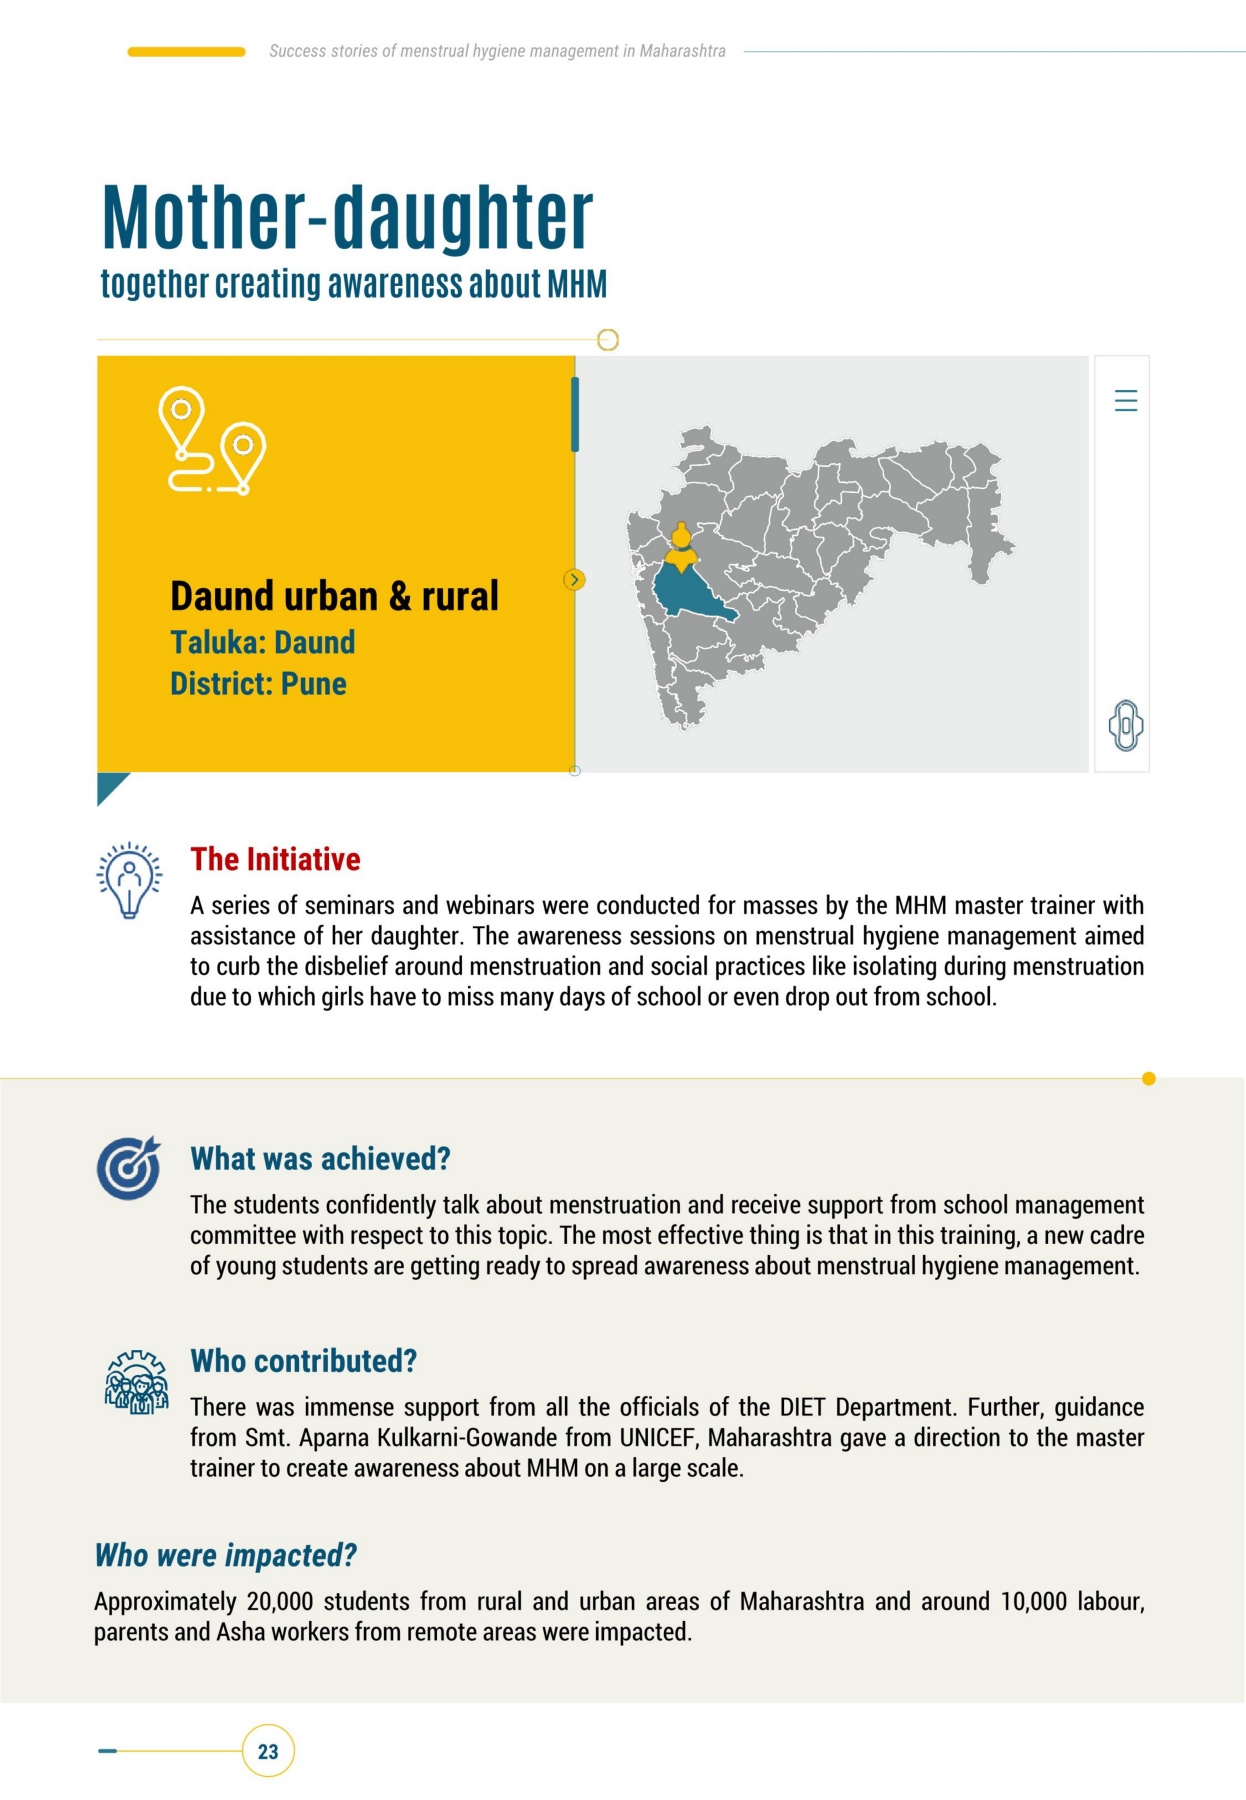 Success stories of menstrual hygiene management in Maharashtra
Mother-daughter
together creating awareness about MHM
Daund urban & rural
Taluka: Daund
District: Pune
The Initiative
A series of seminars and webinars were conducted for masses by the MHM master trainer with
assistance of her daughter. The awareness sessions on menstrual hygiene management aimed
to curb the disbelief around menstruation and social practices like isolating during menstruation
due to which girls have to miss many days of school or even drop out from school.
What was achieved?
The students confidently talk about menstruation and receive support from school management
committee with respect to this topic. The most effective thing is that in this training, a new cadre
of young students are getting ready to spread awareness about menstrual hygiene management.
Who contributed?
There was immense support from all the officials of the DIET Department. Further, guidance
from Smt. Aparna Kulkarni-Gowande from UNICEF, Maharashtra gave a direction to the master
trainer to create awareness about MHM on a large scale.
Who were impacted?
Approximately 20,000 students from rural and urban areas of Maharashtra and around 10,000 labour,
parents and Asha workers from remote areas were impacted.
23